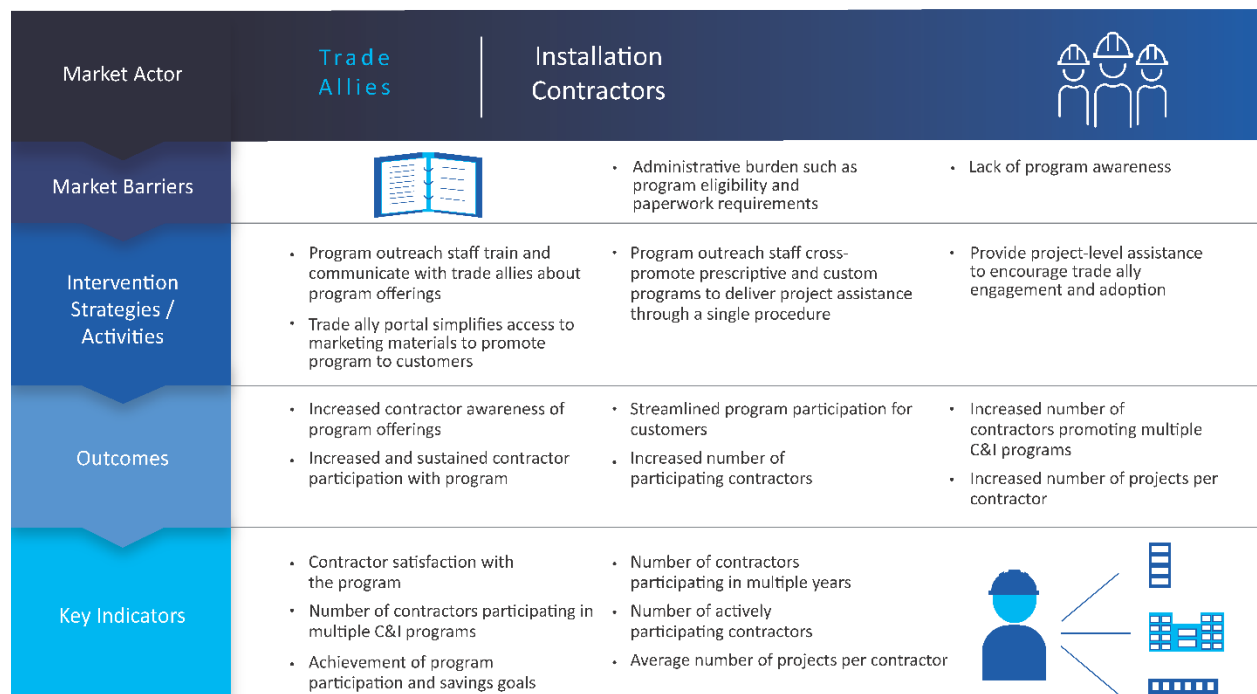 Market Actor
Trade
Allies
Installation
Contractors
Market Barriers
• Administrative burden such as
program eligibility and
paperwork requirements
• Lack of program awareness
Intervention
Strategies /
Activities
• Program outreach staff train and
communicate with trade allies about
program offerings
• Trade ally portal simplifies access to
marketing materials to promote
program to customers
• Program outreach staff cross-
promote prescriptive and custom
programs to deliver project assistance
through a single procedure
• Provide project-level assistance
to encourage trade ally
engagement and adoption
Outcomes
• Increased contractor awareness of
program offerings
• Increased and sustained contractor
participation with program
• Streamlined program participation for
customers
• Increased number of
participating contractors
• Increased number of
contractors promoting multiple
C&I programs
• Increased number of projects per
contractor
Key Indicators
• Contractor satisfaction with
the program
• Number of contractors participating in
multiple C&I programs
• Achievement of program
participation and savings goals
• Number of contractors
participating in multiple years
• Number of actively
participating contractors
• Average number of projects per contractor